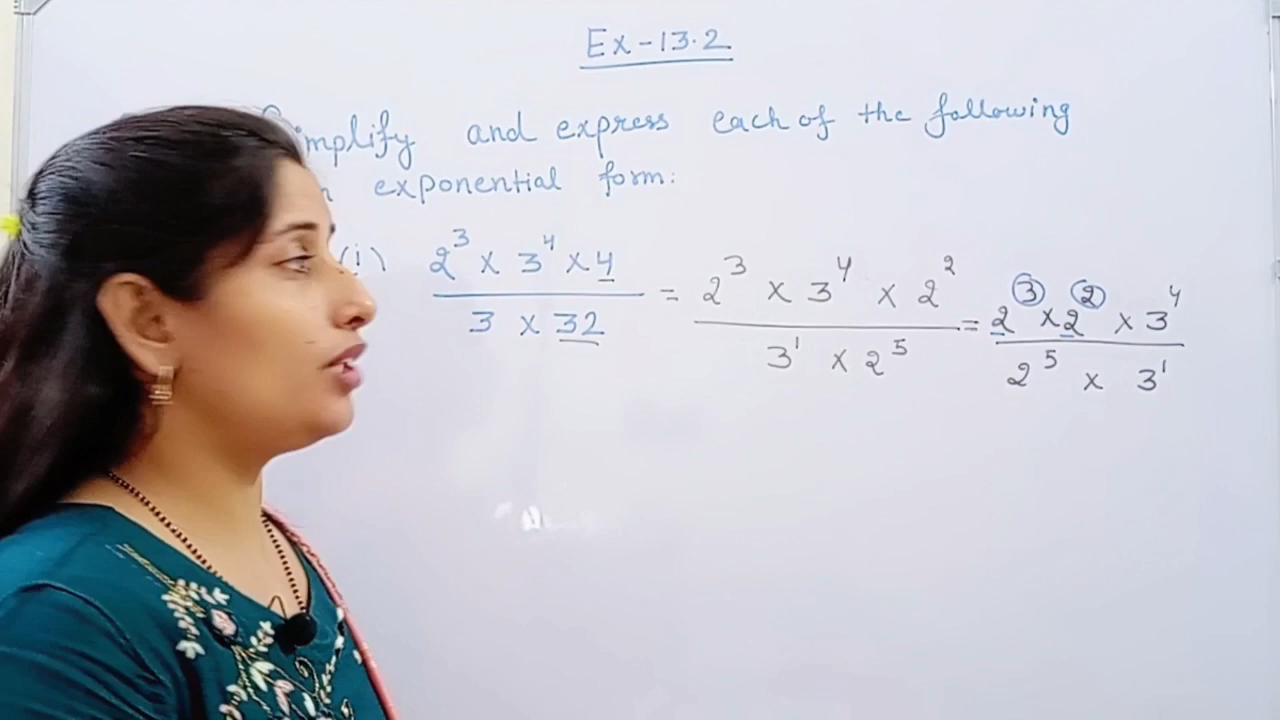 Ex-13.2
Simplify and express each of the following
exponential form:
(i) 2³ x 3⁴ x 4 / 3 x 32 = 2³ x 3⁴ x 2² / 3¹ x 2⁵ = 2³ x 2² x 3⁴ / 2⁵ x 3¹